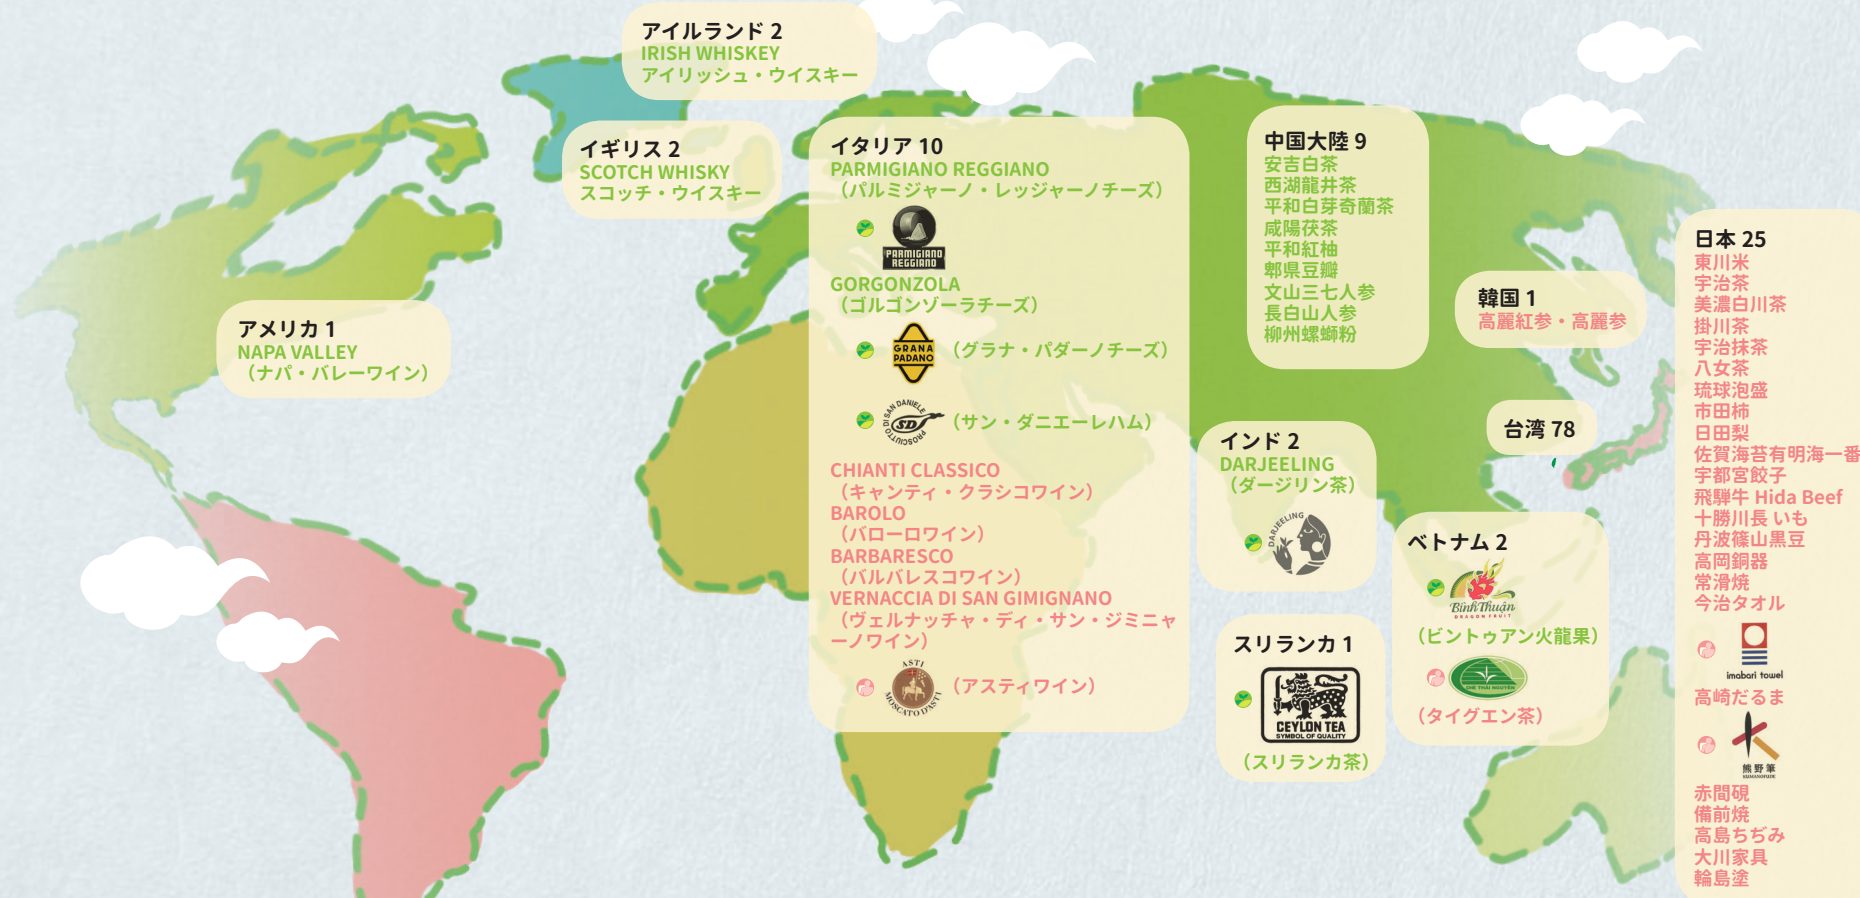 アイルランド 2
IRISH WHISKEY
アイリッシュ・ウイスキー
イギリス 2
SCOTCH WHISKY
スコッチ・ウイスキー
アメリカ 1
NAPA VALLEY
（ナパ・バレーワイン）
イタリア 10
PARMIGIANO REGGIANO
（パルミジャーノ・レッジャーノチーズ）
PARMIGIANO
REGGIANO
GORGONZOLA
（ゴルゴンゾーラチーズ）
GRANA
PADANO
（グラナ・パダーノチーズ）
PROSCIUTTO DI SAN DANIELE
SD
（サン・ダニエーレハム）
CHIANTI CLASSICO
（キャンティ・クラシコワイン）
BAROLO
（バローロワイン）
BARBARESCO
（バルバレスコワイン）
VERNACCIA DI SAN GIMIGNANO
（ヴェルナッチャ・ディ・サン・ジミニャ
ーノワイン）
ASTI
MOSCATO D'ASTI
（アスティワイン）
中国大陸 9
安吉白茶
西湖龍井茶
平和白芽奇蘭茶
咸陽茯茶
平和紅柚
郫県豆瓣
文山三七人参
長白山人参
柳州螺螄粉
韓国 1
高麗紅参・高麗参
台湾 78
インド 2
DARJEELING
（ダージリン茶）
DARJEELING
スリランカ 1
CEYLON TEA
SYMBOL OF QUALITY
（スリランカ茶）
ベトナム 2
Bình Thuận
DRAGON FRUIT
（ビントゥアン火龍果）
CHÈ THÁI NGUYÊN
（タイグエン茶）
日本 25
東川米
宇治茶
美濃白川茶
掛川茶
宇治抹茶
八女茶
琉球泡盛
市田柿
日田梨
佐賀海苔有明海一番
宇都宮餃子
飛騨牛 Hida Beef
十勝川長 いも
丹波篠山黒豆
高岡銅器
常滑焼
今治タオル
imabari towel
高崎だるま
熊野筆
KUMANOFUDE
赤間硯
備前焼
高島ちぢみ
大川家具
輪島塗